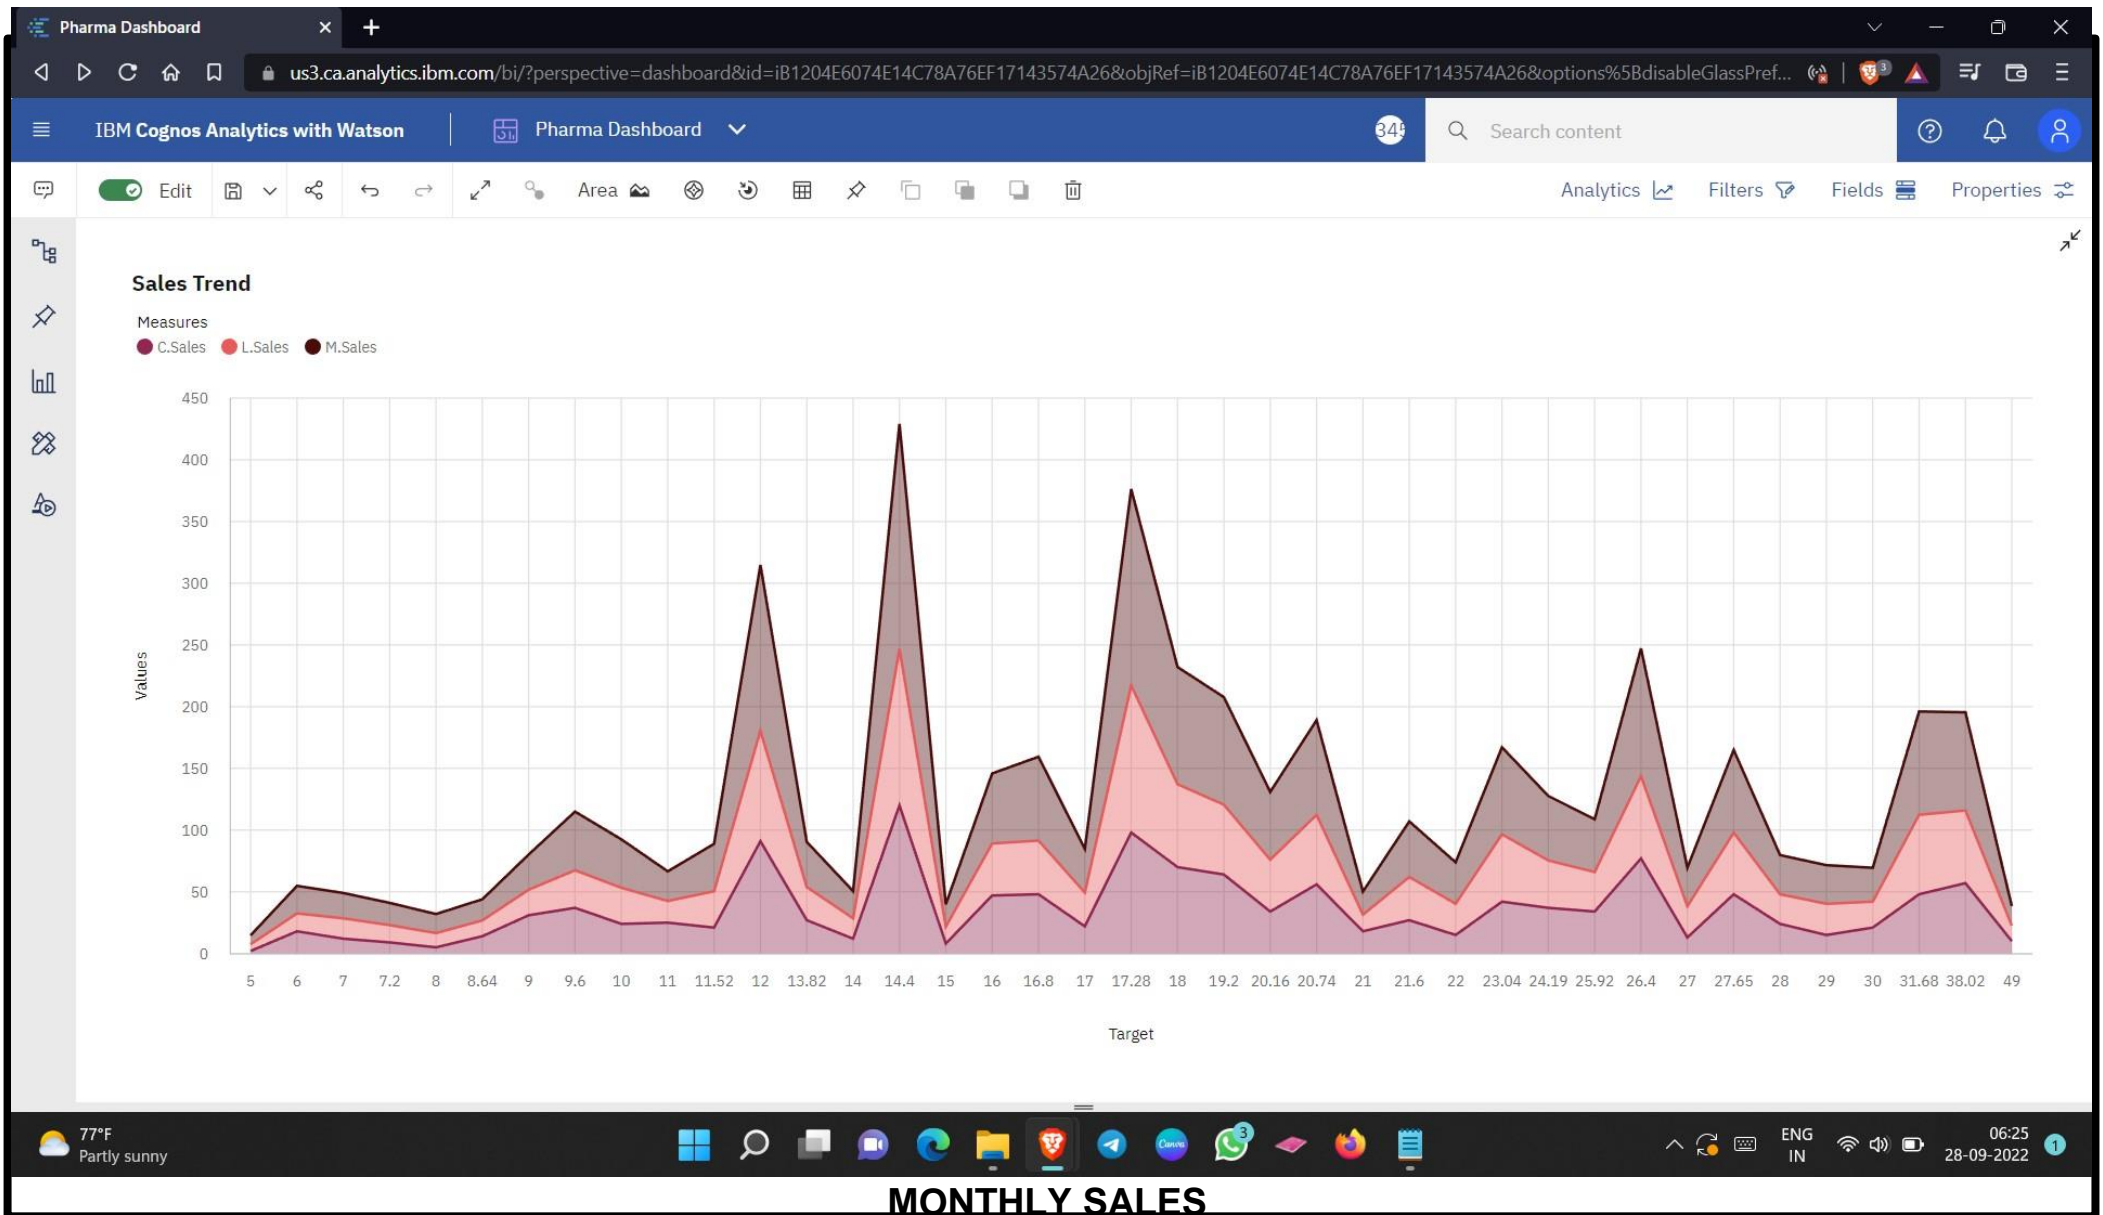 Pharma Dashboard
us3.ca.analytics.ibm.com/bi/?perspective=dashboard&id=iB1204E6074E14C78A76EF17143574A26&objRef=iB1204E6074E14C78A76EF17143574A26&options%5BdisableGlassPref... 3
IBM Cognos Analytics with Watson Pharma Dashboard 345 Search content
Edit Area Analytics Filters Fields Properties
Sales Trend
Measures
C.Sales L.Sales M.Sales
450
400
350
300
250
200
150
100
50
0
Values
5 6 7 7.2 8 8.64 9 9.6 10 11 11.52 12 13.82 14 14.4 15 16 16.8 17 17.28 18 19.2 20.16 20.74 21 21.6 22 23.04 24.19 25.92 26.4 27 27.65 28 29 30 31.68 38.02 49
Target
77°F
Partly sunny
Canva
3
ENG
IN
06:25
28-09-2022
1
MONTHLY SALES